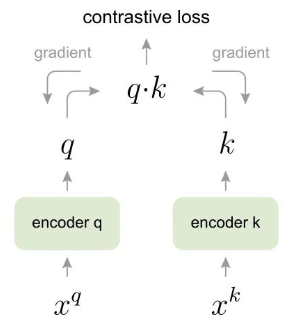 contrastive loss
gradient gradient
q·k
q k
encoder q encoder k
x^q x^k